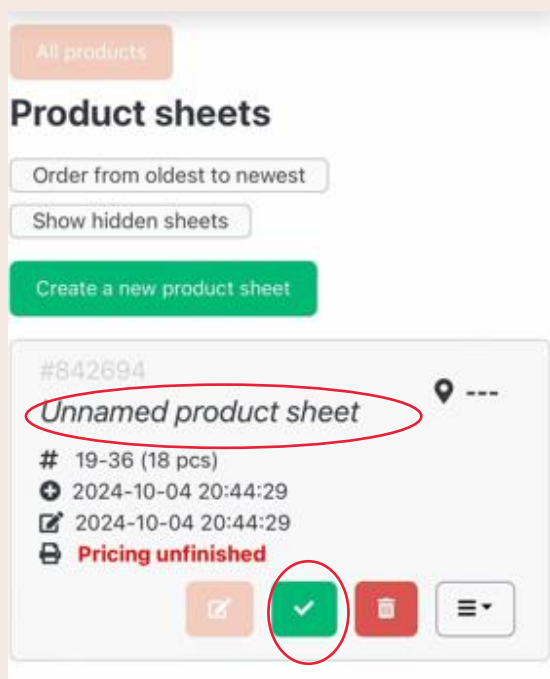 All products
Product sheets
Order from oldest to newest
Show hidden sheets
Create a new product sheet
#842694
---
Unnamed product sheet
# 19-36 (18 pcs)
2024-10-04 20:44:29
2024-10-04 20:44:29
Pricing unfinished